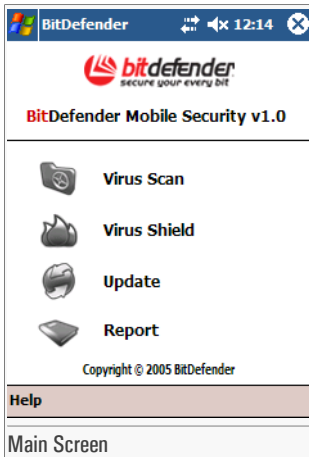 BitDefender 12:14
bitdefender
secure your every bit
BitDefender Mobile Security v1.0
Virus Scan
Virus Shield
Update
Report
Copyright © 2005 BitDefender
Help
Main Screen